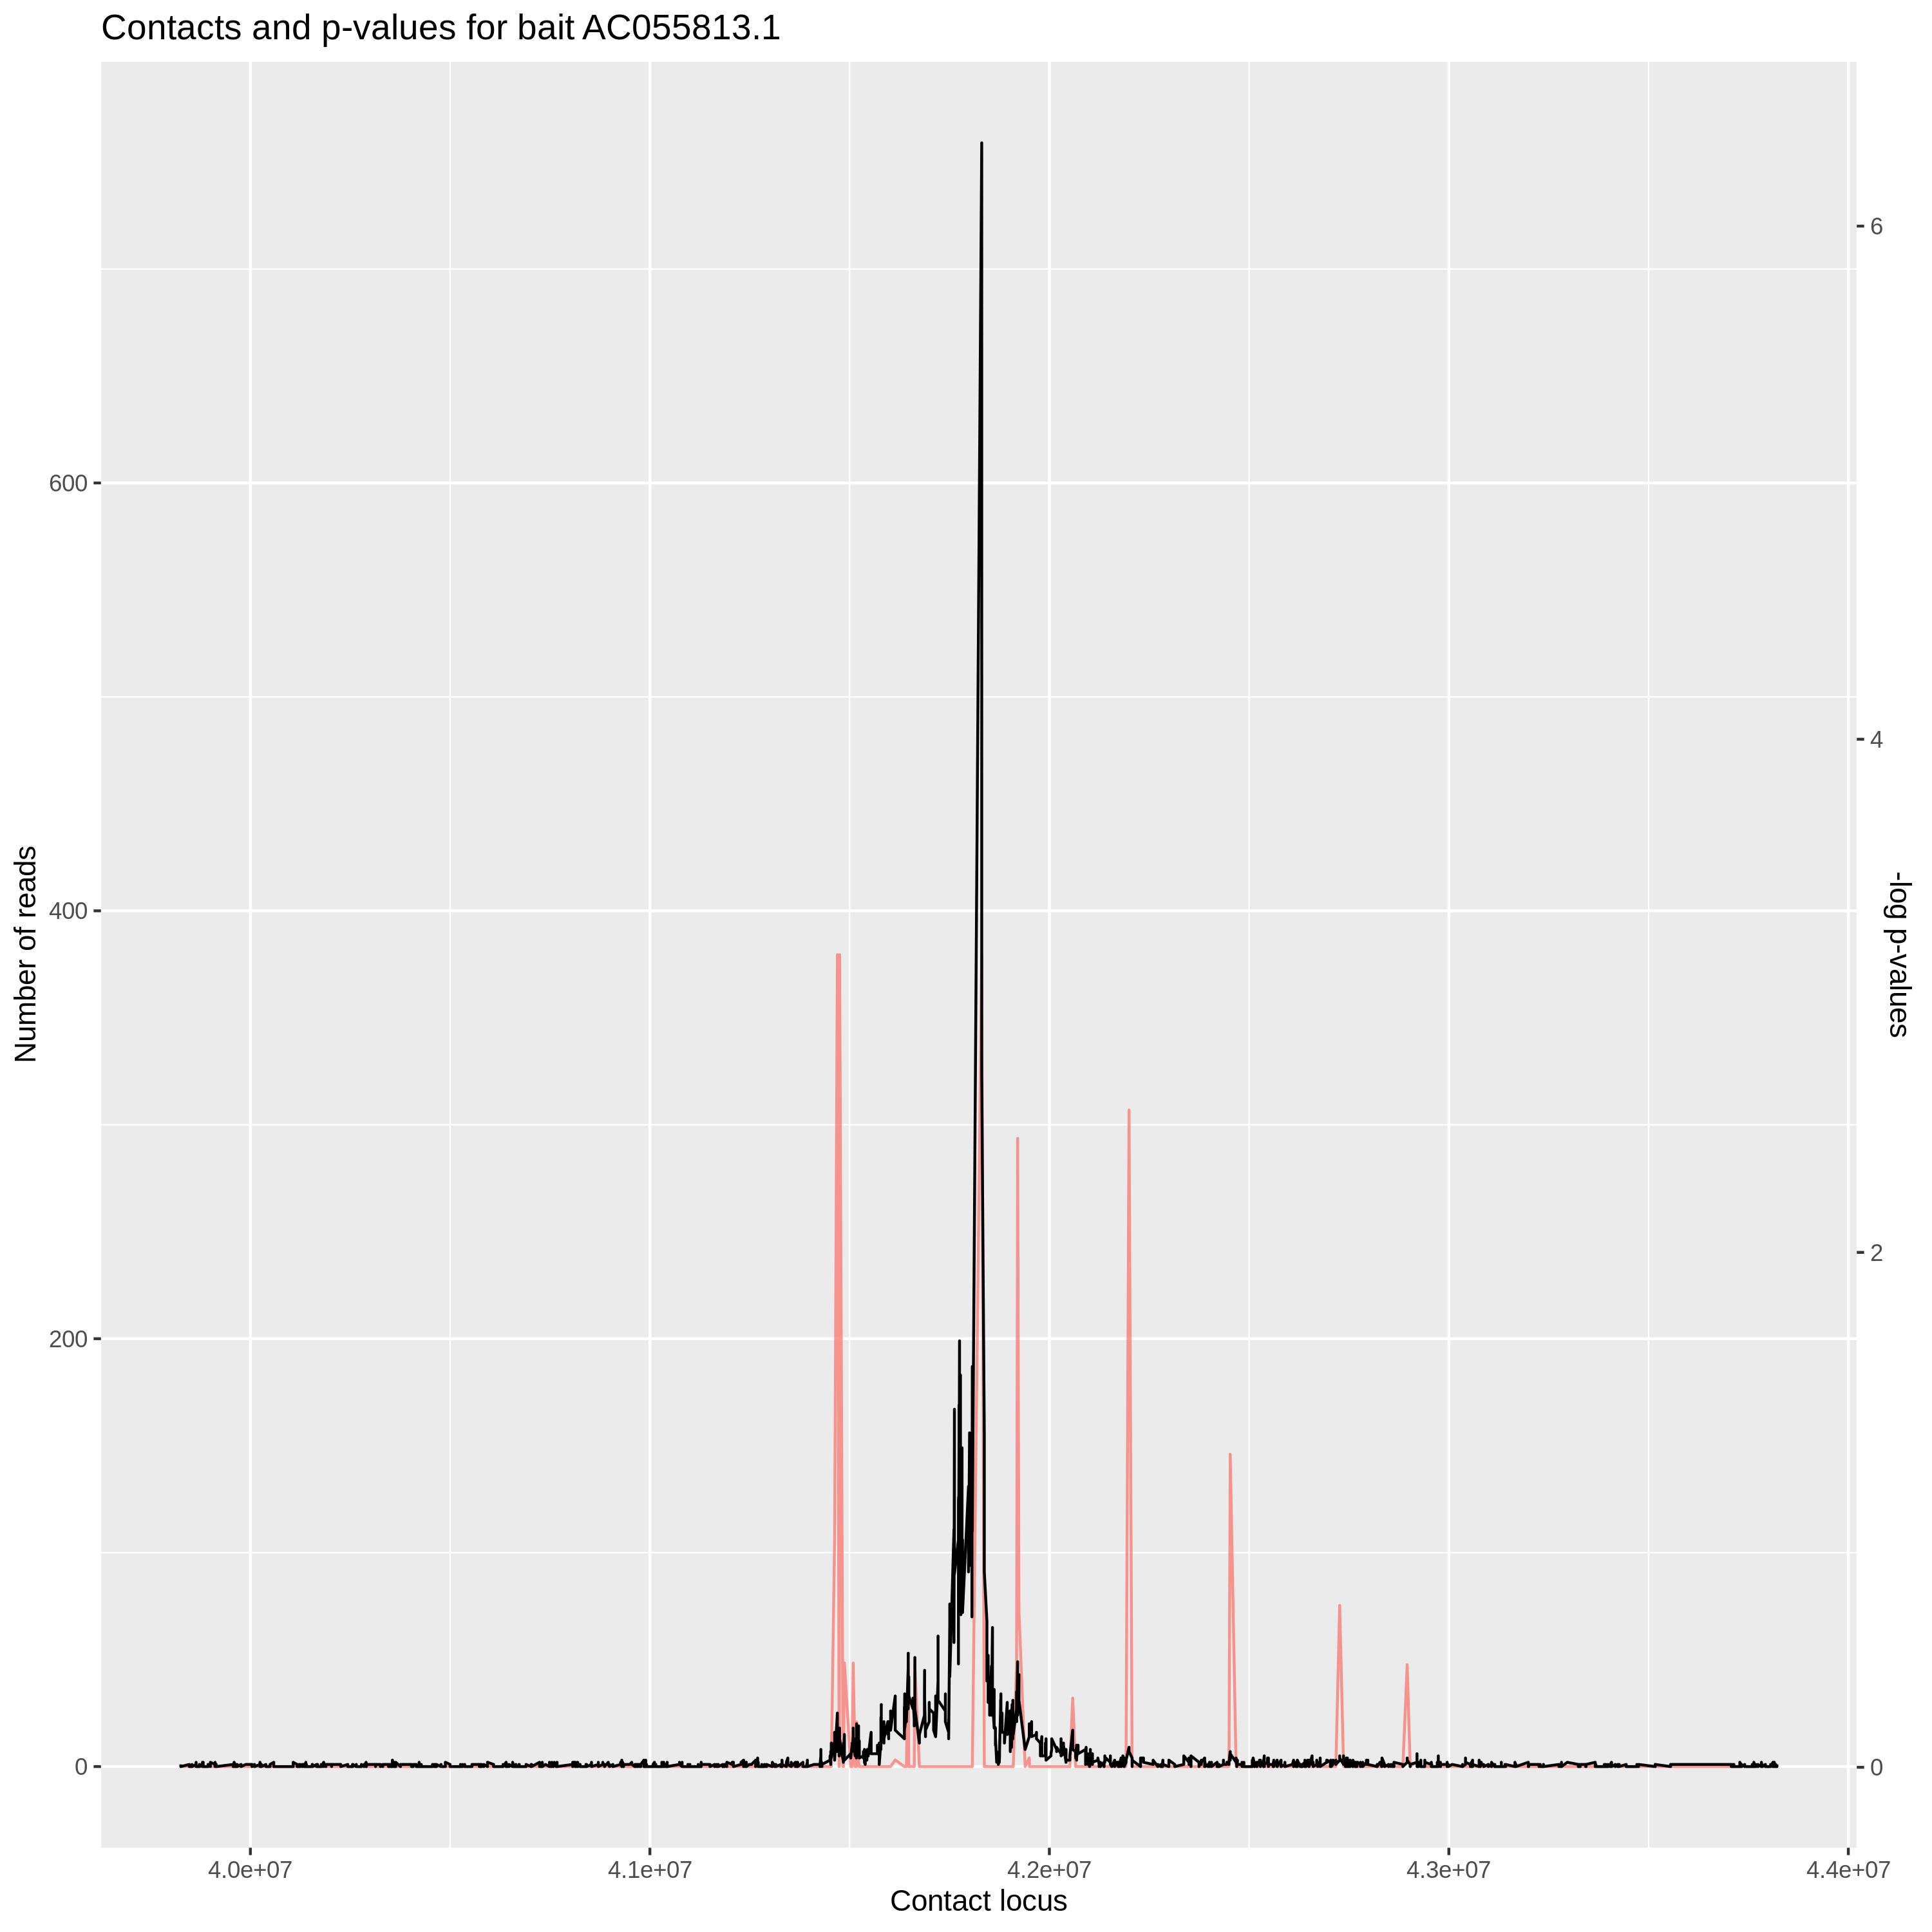 Contacts and p-values for bait AC055813.1
600
400
200
0
Number of reads
6
4
2
0
-log p-values
4.0e+07
4.1e+07
4.2e+07
4.3e+07
4.4e+07
Contact locus